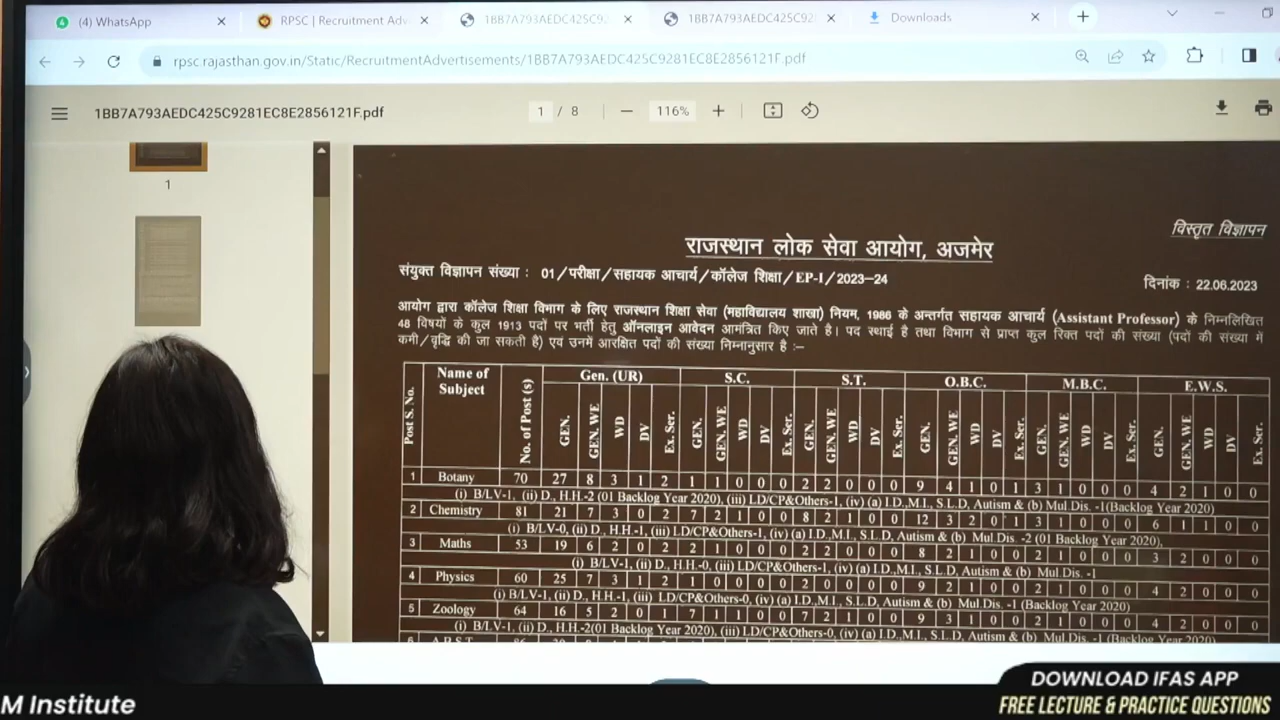 (4) WhatsApp
RPSC | Recruitment Adv
1BB7A793AEDC425C9
1BB7A793AEDC425C92
Downloads
rpsc.rajasthan.gov.in/Static/RecruitmentAdvertisements/1BB7A793AEDC425C9281EC8E2856121F.pdf
1BB7A793AEDC425C9281EC8E2856121F.pdf
1 / 8
116%
1
विस्तृत विज्ञापन
राजस्थान लोक सेवा आयोग, अजमेर
संयुक्त विज्ञापन संख्या : 01/परीक्षा/सहायक आचार्य/कॉलेज शिक्षा/EP-I/2023-24
दिनांक : 22.06.2023
आयोग द्वारा कॉलेज शिक्षा विभाग के लिए राजस्थान शिक्षा सेवा (महाविद्यालय शाखा) नियम, 1986 के अन्तर्गत सहायक आचार्य (Assistant Professor) के निम्नलिखित
48 विषयों के कुल 1913 पदों पर भर्ती हेतु ऑनलाइन आवेदन आमंत्रित किए जाते है। पद स्थाई है तथा विभाग से प्राप्त कुल रिक्त पदों की संख्या (पदों की संख्या में
कमी/वृद्धि की जा सकती है) एवं उनमें आरक्षित पदों की संख्या निम्नानुसार है :–
Post S. No. Name of Subject No. of Post (s) Gen. (UR) S.C. S.T. O.B.C. M.B.C. E.W.S.
GEN. GEN. WE WD DV Ex. Ser. GEN. GEN. WE WD DV Ex. Ser. GEN. GEN. WE WD DV Ex. Ser. GEN. GEN. WE WD DV Ex. Ser. GEN. GEN. WE WD DV Ex. Ser. GEN. GEN. WE WD DV Ex. Ser.
1 Botany 70 27 8 3 1 2 1 1 0 0 0 2 2 0 0 0 9 4 1 0 1 3 1 0 0 0 4 2 1 0 0
(i) B/LV-1, (ii) D., H.H.-2 (01 Backlog Year 2020), (iii) LD/CP&Others-1, (iv) (a) I.D.,M.I., S.L.D, Autism & (b) Mul.Dis. -1(Backlog Year 2020)
2 Chemistry 81 21 7 3 0 2 7 2 1 0 0 8 2 1 0 0 12 3 2 0 1 3 1 0 0 0 6 1 1 0 0
(i) B/LV-0, (ii) D., H.H.-1, (iii) LD/CP&Others-1, (iv) (a) I.D.,M.I., S.L.D, Autism & (b) Mul.Dis. -2 (01 Backlog Year 2020),
3 Maths 53 19 6 2 0 2 2 1 0 0 0 2 2 0 0 0 8 2 1 0 0 2 1 0 0 0 3 2 0 0 0
(i) B/LV-1, (ii) D., H.H.-0, (iii) LD/CP&Others-1, (iv) (a) I.D.,M.I., S.L.D, Autism & (b) Mul.Dis. -1
4 Physics 60 25 7 3 1 2 1 0 0 0 0 2 0 0 0 0 9 2 1 0 0 2 1 0 0 0 4 2 0 0 0
(i) B/LV-1, (ii) D., H.H.-1, (iii) LD/CP&Others-0, (iv) (a) I.D.,M.I., S.L.D, Autism & (b) Mul.Dis. -1 (Backlog Year 2020)
5 Zoology 64 16 5 2 0 1 7 1 1 0 0 7 2 1 0 0 9 3 1 0 0 2 1 0 0 0 4 2 0 0 0
(i) B/LV-1, (ii) D., H.H.-2(01 Backlog Year 2020), (iii) LD/CP&Others-0, (iv) (a) I.D.,M.I., S.L.D, Autism & (b) Mul.Dis. -1 (Backlog Year 2020)
DOWNLOAD IFAS APP
M Institute
FREE LECTURE & PRACTICE QUESTIONS